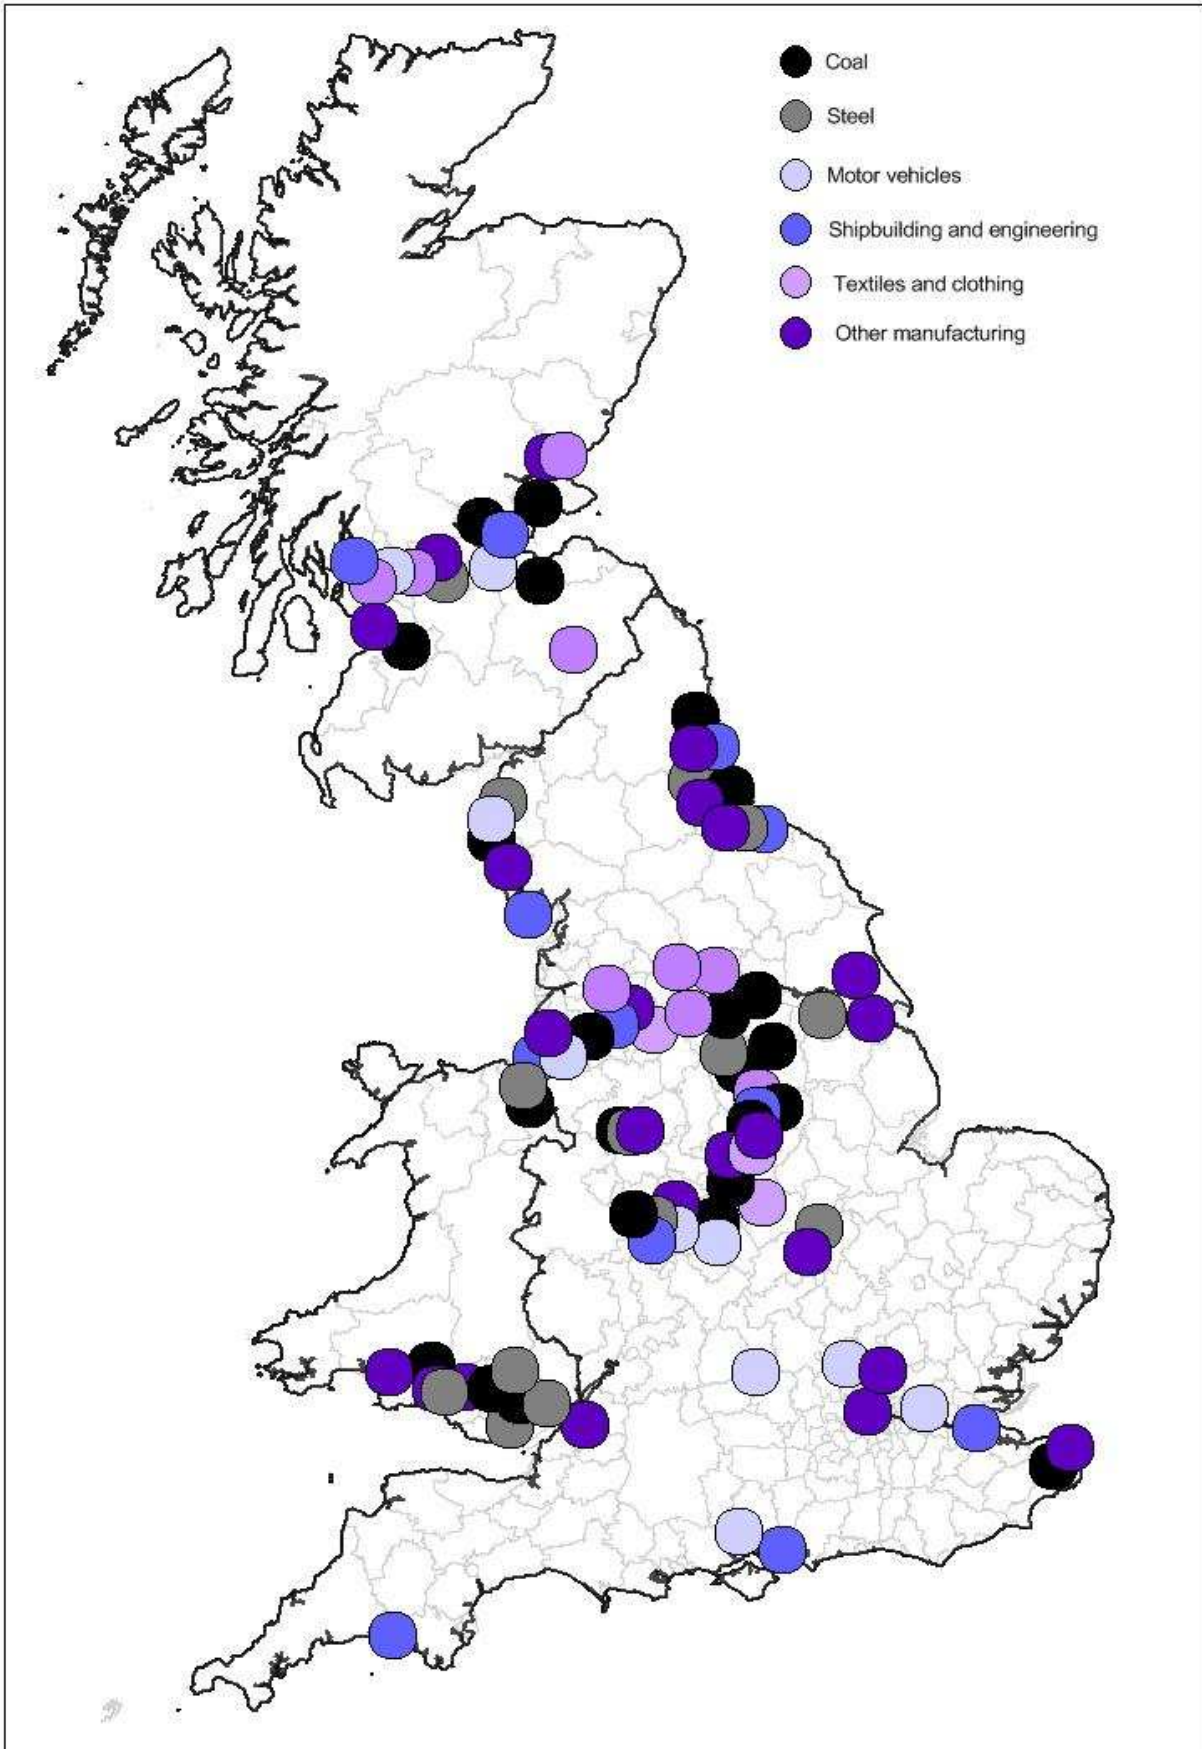 Coal
Steel
Motor vehicles
Shipbuilding and engineering
Textiles and clothing
Other manufacturing